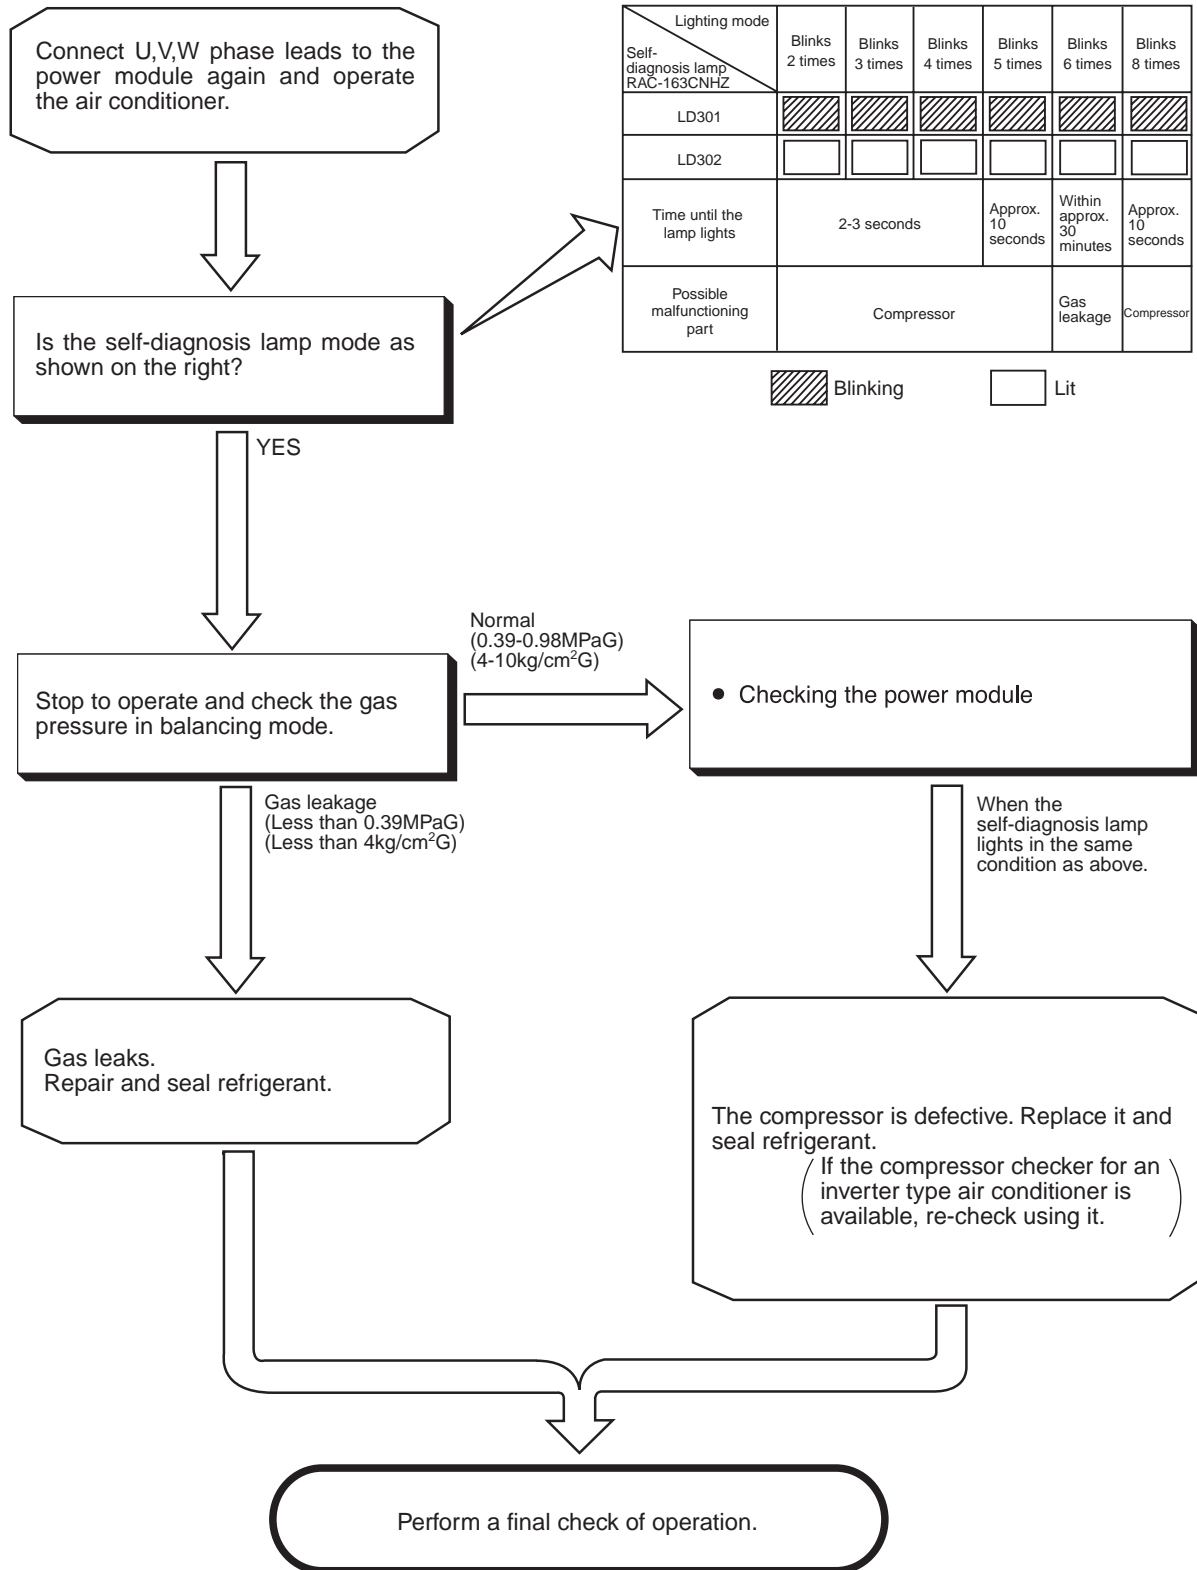 Connect U,V,W phase leads to the
power module again and operate
the air conditioner.
Lighting mode
Self-
diagnosis lamp
RAC-163CNHZ
Blinks
2 times
Blinks
3 times
Blinks
4 times
Blinks
5 times
Blinks
6 times
Blinks
8 times
LD301
LD302
Time until the
lamp lights
2-3 seconds
Approx.
10
seconds
Within
approx.
30
minutes
Approx.
10
seconds
Possible
malfunctioning
part
Compressor
Gas
leakage
Compressor
Blinking
Lit
Is the self-diagnosis lamp mode as
shown on the right?
YES
Stop to operate and check the gas
pressure in balancing mode.
Normal
(0.39-0.98MPaG)
(4-10kg/cm²G)
• Checking the power module
Gas leakage
(Less than 0.39MPaG)
(Less than 4kg/cm²G)
When the
self-diagnosis lamp
lights in the same
condition as above.
Gas leaks.
Repair and seal refrigerant.
The compressor is defective. Replace it and
seal refrigerant.
(If the compressor checker for an
inverter type air conditioner is
available, re-check using it.)
Perform a final check of operation.